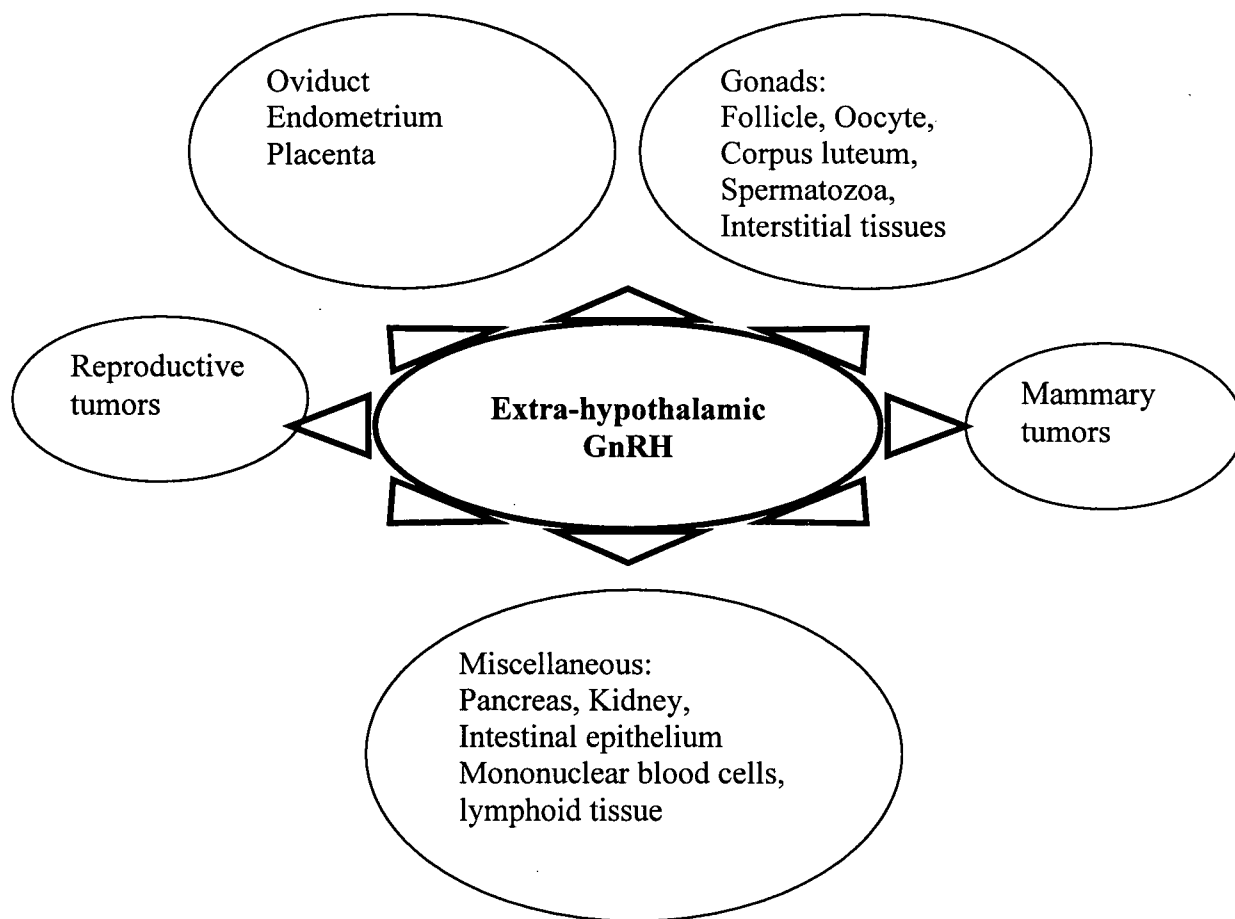 Oviduct
Endometrium
Placenta
Gonads:
Follicle, Oocyte,
Corpus luteum,
Spermatozoa,
Interstitial tissues
Reproductive
tumors
Extra-hypothalamic
GnRH
Mammary
tumors
Miscellaneous:
Pancreas, Kidney,
Intestinal epithelium
Mononuclear blood cells,
lymphoid tissue